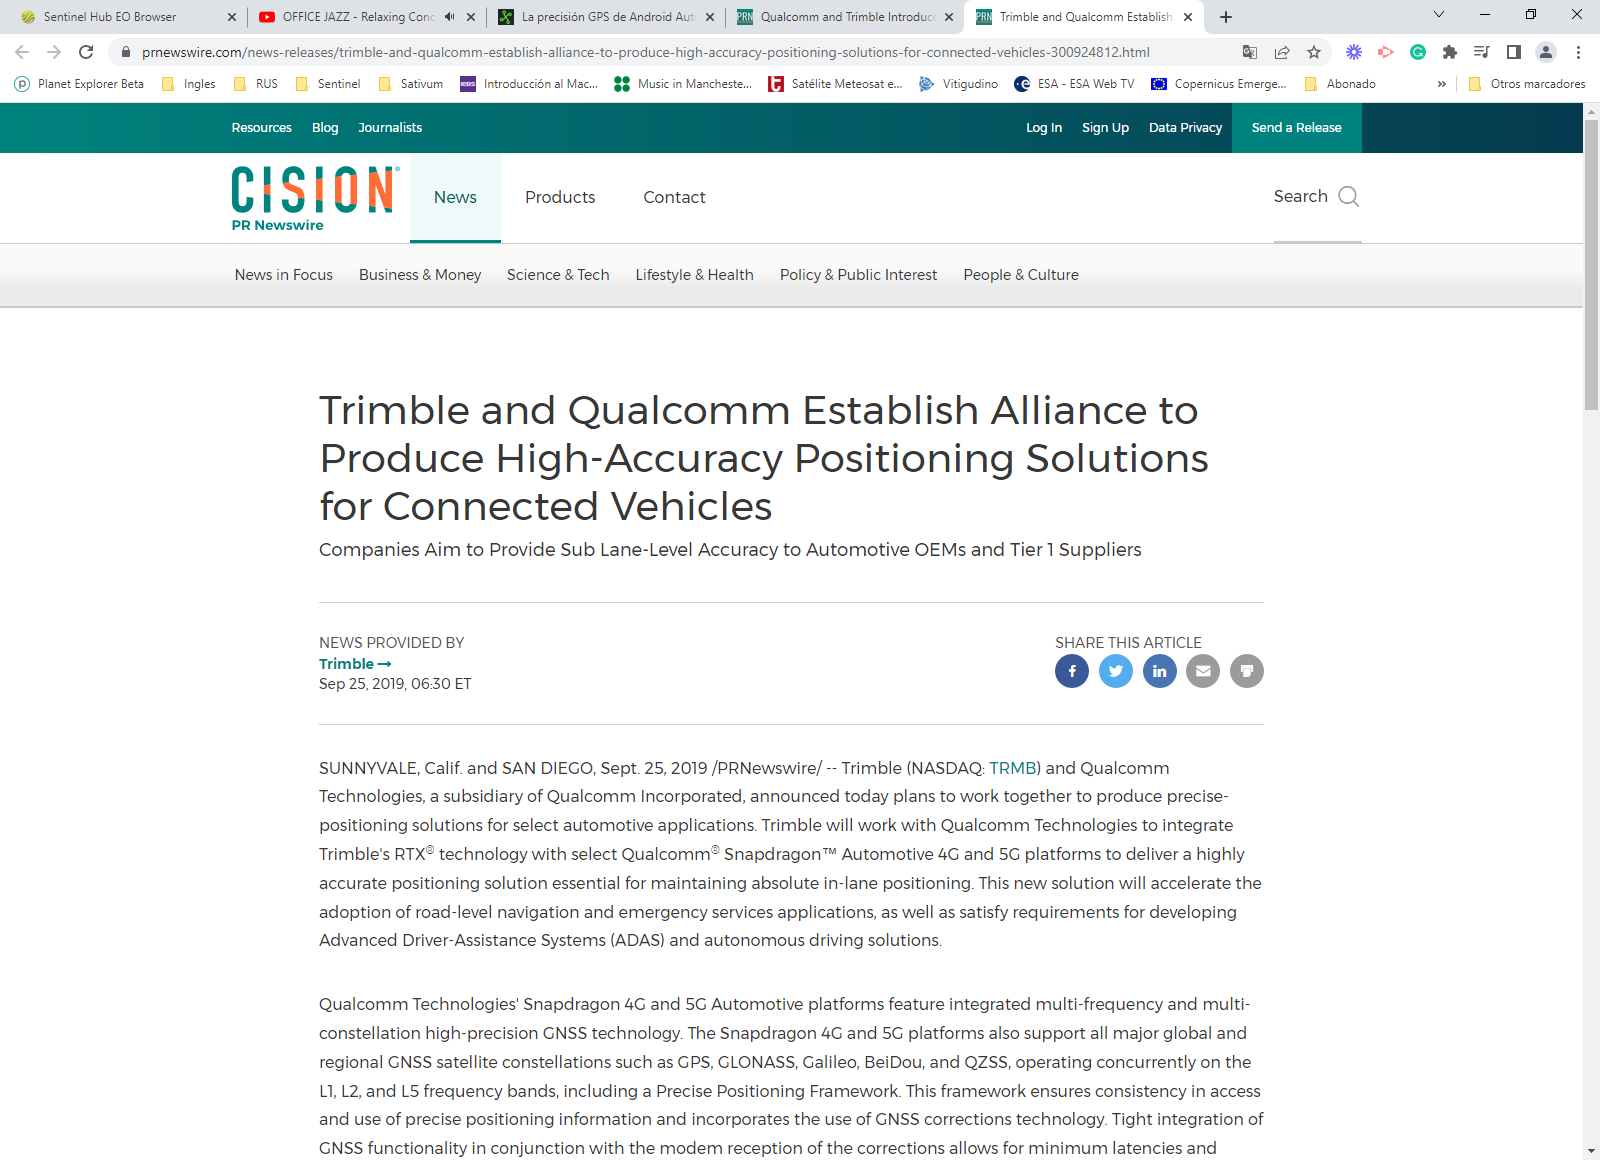 Sentinel Hub EO Browser
OFFICE JAZZ - Relaxing Conc
La precisión GPS de Android Aut
PRN Qualcomm and Trimble Introduc
PRN Trimble and Qualcomm Establish
prnewswire.com/news-releases/trimble-and-qualcomm-establish-alliance-to-produce-high-accuracy-positioning-solutions-for-connected-vehicles-300924812.html
Planet Explorer Beta
Ingles
RUS
Sentinel
Sativum
Introducción al Mac...
Music in Mancheste...
Satélite Meteosat e...
Vitigudino
ESA - ESA Web TV
Copernicus Emerge...
Abonado
»
Otros marcadores
Resources Blog Journalists
Log In Sign Up Data Privacy Send a Release
CISION®
PR Newswire
News Products Contact
Search
News in Focus Business & Money Science & Tech Lifestyle & Health Policy & Public Interest People & Culture
Trimble and Qualcomm Establish Alliance to
Produce High-Accuracy Positioning Solutions
for Connected Vehicles
Companies Aim to Provide Sub Lane-Level Accuracy to Automotive OEMs and Tier 1 Suppliers
NEWS PROVIDED BY
Trimble →
Sep 25, 2019, 06:30 ET
SHARE THIS ARTICLE
SUNNYVALE, Calif. and SAN DIEGO, Sept. 25, 2019 /PRNewswire/ -- Trimble (NASDAQ: TRMB) and Qualcomm
Technologies, a subsidiary of Qualcomm Incorporated, announced today plans to work together to produce precise-
positioning solutions for select automotive applications. Trimble will work with Qualcomm Technologies to integrate
Trimble's RTX® technology with select Qualcomm® Snapdragon™ Automotive 4G and 5G platforms to deliver a highly
accurate positioning solution essential for maintaining absolute in-lane positioning. This new solution will accelerate the
adoption of road-level navigation and emergency services applications, as well as satisfy requirements for developing
Advanced Driver-Assistance Systems (ADAS) and autonomous driving solutions.
Qualcomm Technologies' Snapdragon 4G and 5G Automotive platforms feature integrated multi-frequency and multi-
constellation high-precision GNSS technology. The Snapdragon 4G and 5G platforms also support all major global and
regional GNSS satellite constellations such as GPS, GLONASS, Galileo, BeiDou, and QZSS, operating concurrently on the
L1, L2, and L5 frequency bands, including a Precise Positioning Framework. This framework ensures consistency in access
and use of precise positioning information and incorporates the use of GNSS corrections technology. Tight integration of
GNSS functionality in conjunction with the modem reception of the corrections allows for minimum latencies and